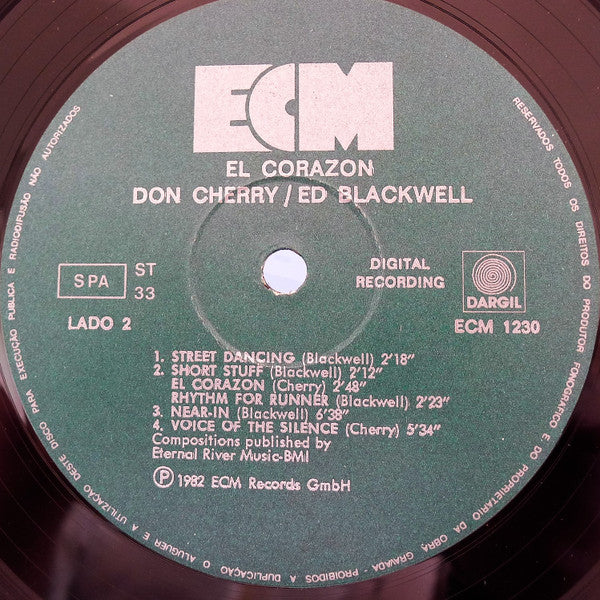 ECM
EL CORAZON
DON CHERRY / ED BLACKWELL
SPA
ST
33
DIGITAL
RECORDING
DARGIL
LADO 2
ECM 1230
1. STREET DANCING (Blackwell) 2'18"
2. SHORT STUFF (Blackwell) 2'12"
EL CORAZON (Cherry) 2'48"
RHYTHM FOR RUNNER (Blackwell) 2'23"
3. NEAR-IN (Blackwell) 6'38"
4. VOICE OF THE SILENCE (Cherry) 5'34"
Compositions published by
Eternal River Music-BMI
Ⓟ 1982 ECM Records GmbH
RESERVADOS TODOS OS DIREITOS DO PRODUTOR FONOGRAFICO E DO PROPRIETARIO DA OBRA GRAVADA - PROIBIDOS A DUPLICAÇÃO O ALUGUER E A UTILIZAÇÃO DESTE DISCO PARA EXECUÇÃO PUBLICA E RADIODIFUSÃO NÃO AUTORIZADOS